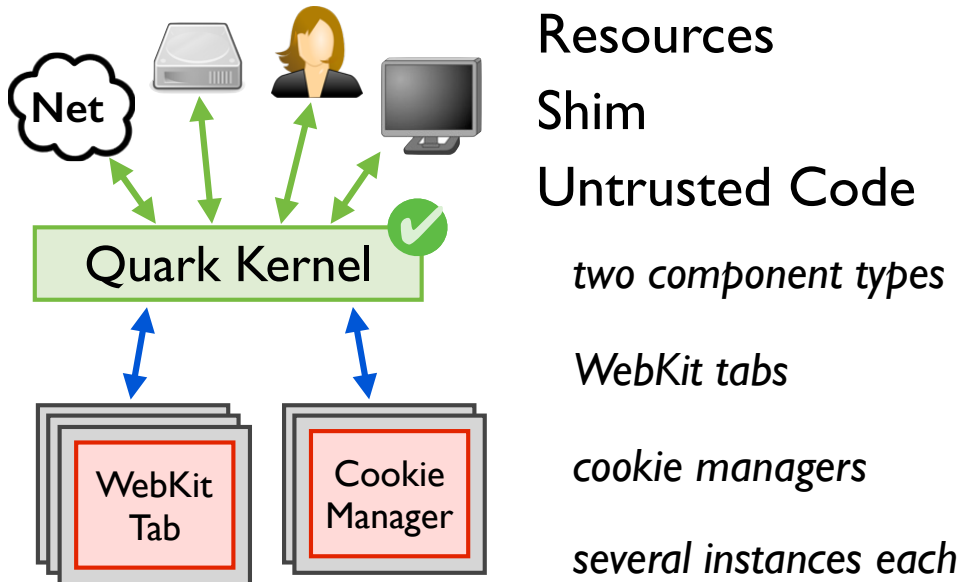 Net
Quark Kernel
WebKit
Tab
Cookie
Manager
Resources
Shim
Untrusted Code
two component types
WebKit tabs
cookie managers
several instances each